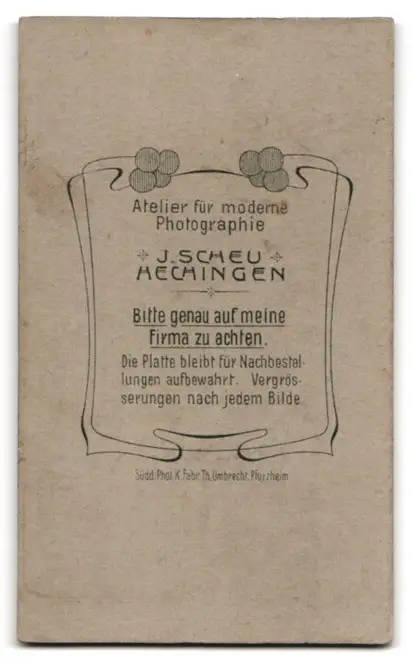 Atelier für moderne
Photographie
J. SCHEU
HECHINGEN
Bitte genau auf meine
Firma zu achten.
Die Platte bleibt für Nachbestel-
lungen aufbewahrt. Vergrös-
serungen nach jedem Bilde.
Südd. Phot. K. Fabr. Th. Umbrecht, Pforzheim